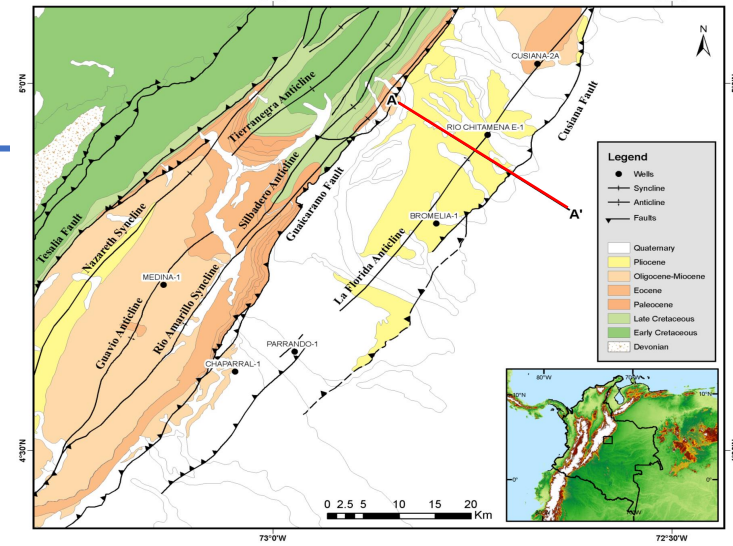 N
CUSIANA-2A
5°0'N
A
Tierranegra Anticline
RIO CHITAMENA E-1
Cusiana Fault
Silbadero Anticline
Guaicaramo Fault
A'
BROMELIA-1
Tesalia Fault
Nazareth Syncline
La Florida Anticline
MEDINA-1
Guavio Anticline
Rio Amarillo Syncline
PARRANDO-1
CHAPARRAL-1
4°30'N
Legend
Wells
Syncline
Anticline
Faults
Quaternary
Pliocene
Oligocene-Miocene
Eocene
Paleocene
Late Cretaceous
Early Cretaceous
Devonian
80°W
70°W
10°N
10°N
0°
0°
0 2.5 5 10 15 20
Km
73°0'W
72°30'W